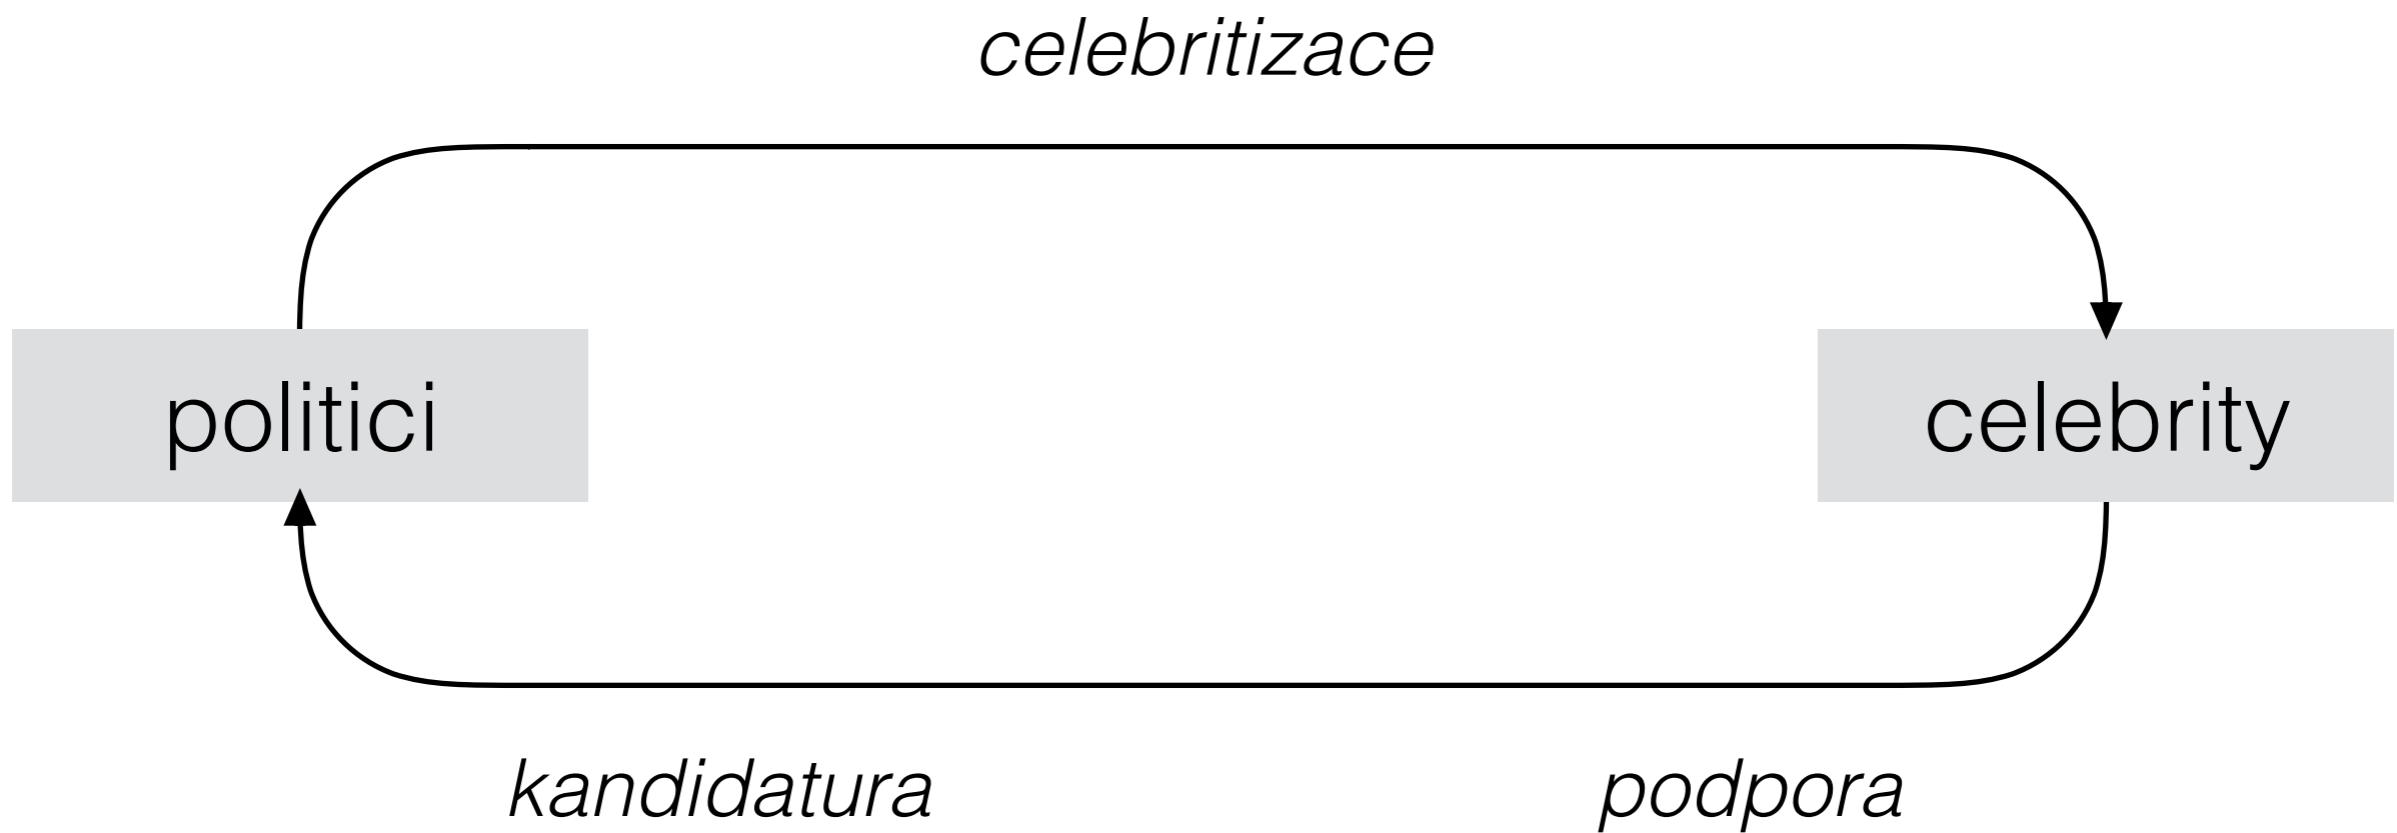 celebritizace
politici
celebrity
kandidatura
podpora